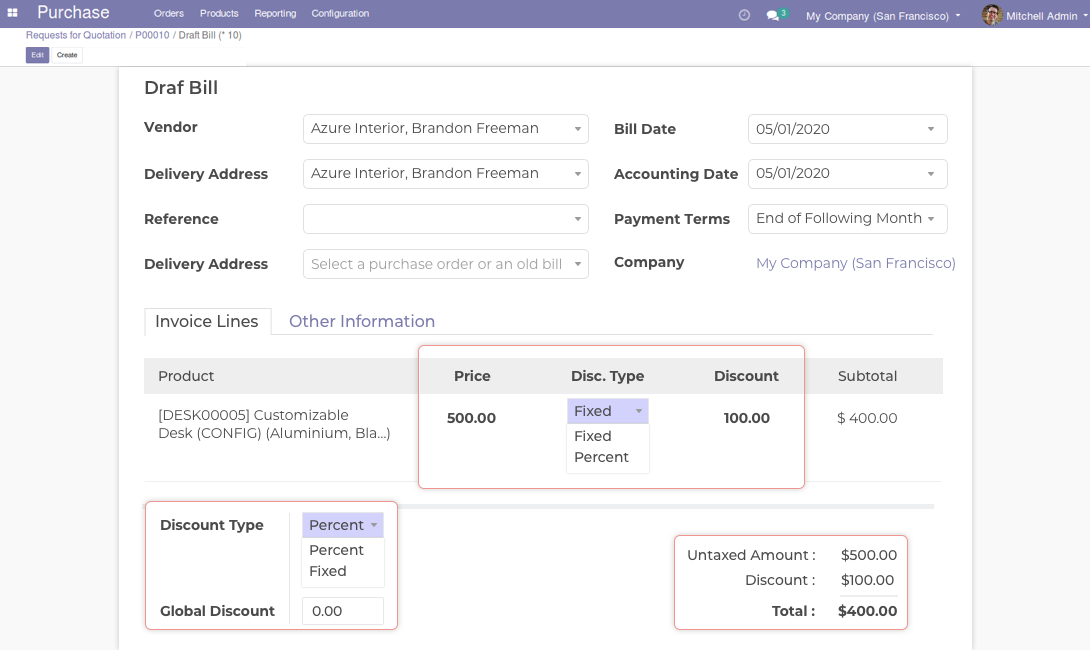 Purchase Orders Products Reporting Configuration 3 My Company (San Francisco) Mitchell Admin
Requests for Quotation / P00010 / Draft Bill (* 10)
Edit Create
Draf Bill
Vendor Azure Interior, Brandon Freeman Bill Date 05/01/2020
Delivery Address Azure Interior, Brandon Freeman Accounting Date 05/01/2020
Reference Payment Terms End of Following Month
Delivery Address Select a purchase order or an old bill Company My Company (San Francisco)
Invoice Lines Other Information
Product Price Disc. Type Discount Subtotal
[DESK00005] Customizable 500.00 Fixed 100.00 $ 400.00
Desk (CONFIG) (Aluminium, Bla...) Fixed
Percent
Discount Type Percent
Percent
Fixed
Global Discount 0.00
Untaxed Amount : $500.00
Discount : $100.00
Total : $400.00